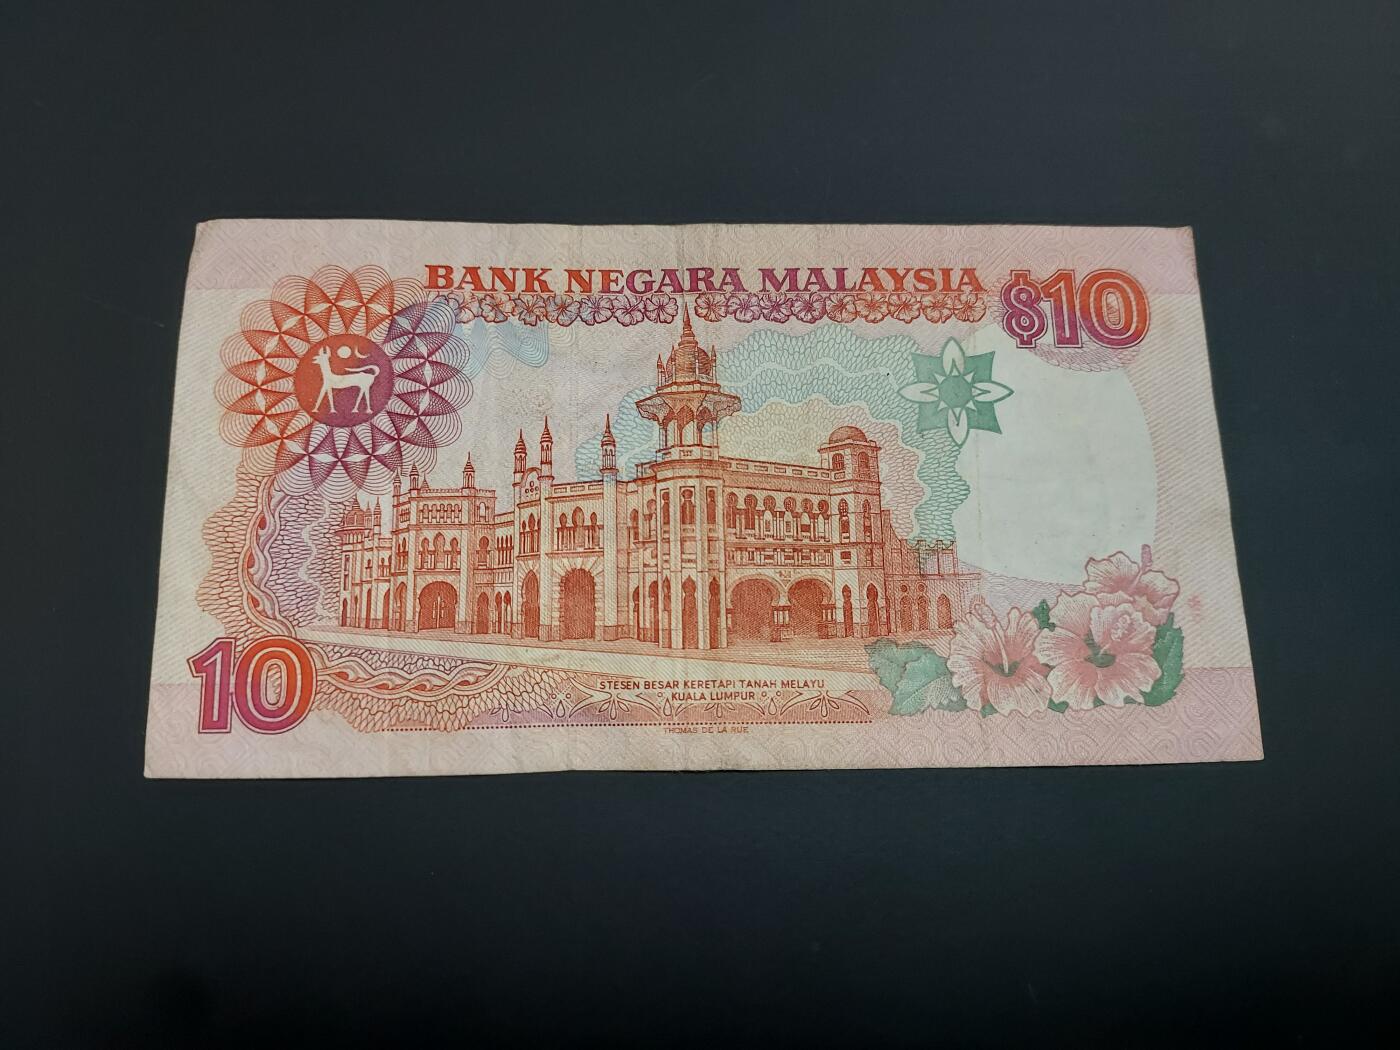 BANK NEGARA MALAYSIA
$10
10
STESEN BESAR KERETAPI TANAH MELAYU
KUALA LUMPUR
THOMAS DE LA RUE